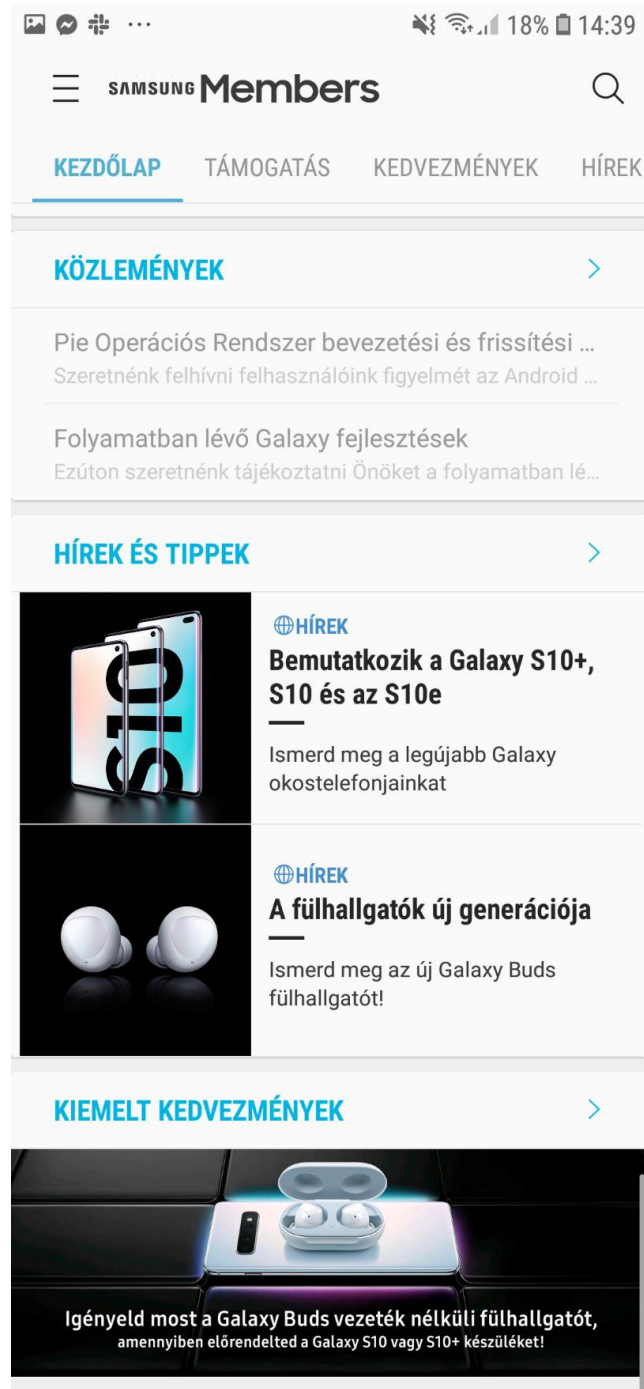 18% 14:39
SAMSUNG Members
KEZDŐLAP TÁMOGATÁS KEDVEZMÉNYEK HÍREK
KÖZLEMÉNYEK
Pie Operációs Rendszer bevezetési és frissítési ...
Szeretnénk felhívni felhasználóink figyelmét az Android ...
Folyamatban lévő Galaxy fejlesztések
Ezúton szeretnénk tájékoztatni Önöket a folyamatban lé...
HÍREK ÉS TIPPEK
S10
HÍREK
Bemutatkozik a Galaxy S10+,
S10 és az S10e
Ismerd meg a legújabb Galaxy
okostelefonjainkat
HÍREK
A fülhallgatók új generációja
Ismerd meg az új Galaxy Buds
fülhallgatót!
KIEMELT KEDVEZMÉNYEK
Igényeld most a Galaxy Buds vezeték nélküli fülhallgatót,
amennyiben előrendelted a Galaxy S10 vagy S10+ készüléket!